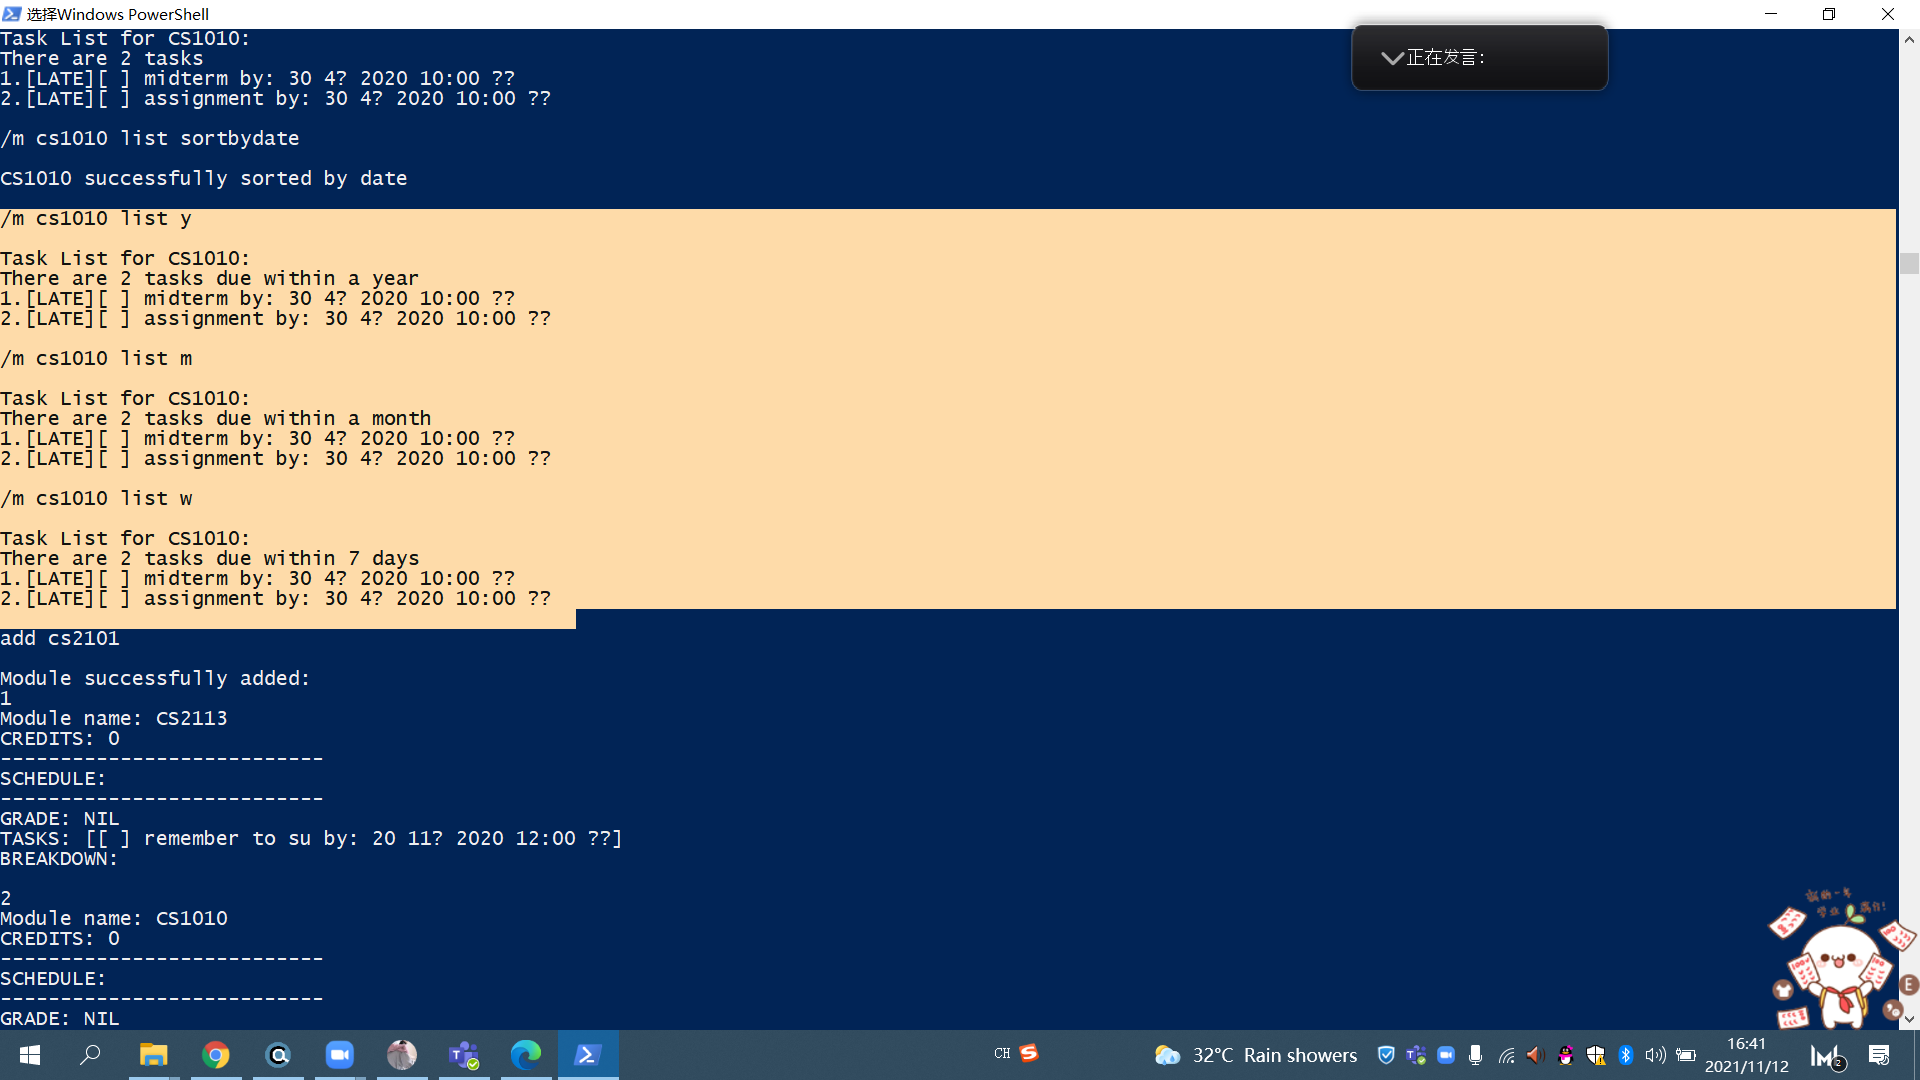 选择Windows PowerShell
Task List for CS1010:
There are 2 tasks
1.[LATE][ ] midterm by: 30 4? 2020 10:00 ??
2.[LATE][ ] assignment by: 30 4? 2020 10:00 ??
正在发言:
/m cs1010 list sortbydate
CS1010 successfully sorted by date
/m cs1010 list y
Task List for CS1010:
There are 2 tasks due within a year
1.[LATE][ ] midterm by: 30 4? 2020 10:00 ??
2.[LATE][ ] assignment by: 30 4? 2020 10:00 ??
/m cs1010 list m
Task List for CS1010:
There are 2 tasks due within a month
1.[LATE][ ] midterm by: 30 4? 2020 10:00 ??
2.[LATE][ ] assignment by: 30 4? 2020 10:00 ??
/m cs1010 list w
Task List for CS1010:
There are 2 tasks due within 7 days
1.[LATE][ ] midterm by: 30 4? 2020 10:00 ??
2.[LATE][ ] assignment by: 30 4? 2020 10:00 ??
add cs2101
Module successfully added:
1
Module name: CS2113
CREDITS: 0
---------------------------
SCHEDULE:
---------------------------
GRADE: NIL
TASKS: [[ ] remember to su by: 20 11? 2020 12:00 ??]
BREAKDOWN:
2
Module name: CS1010
CREDITS: 0
---------------------------
SCHEDULE:
---------------------------
GRADE: NIL
CH
32°C Rain showers
16:41
2021/11/12